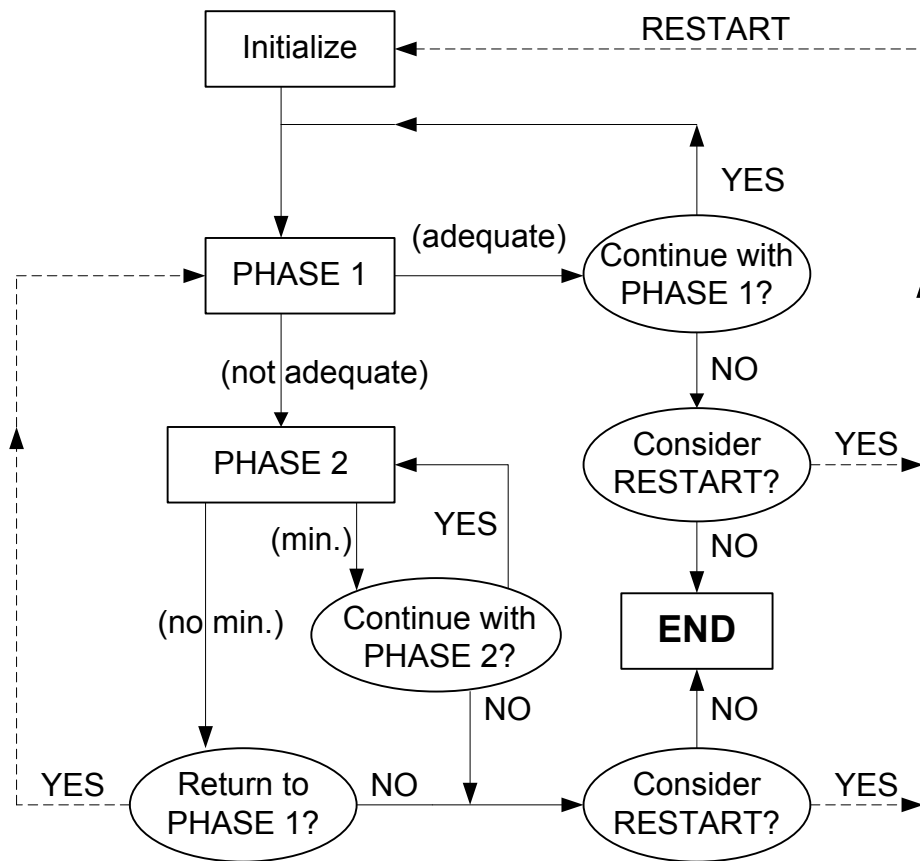 Initialize
RESTART
YES
(adequate)
PHASE 1
Continue with
PHASE 1?
(not adequate)
NO
PHASE 2
Consider
RESTART?
YES
(min.)
YES
NO
(no min.)
Continue with
PHASE 2?
END
NO
NO
YES
Return to
PHASE 1?
NO
Consider
RESTART?
YES